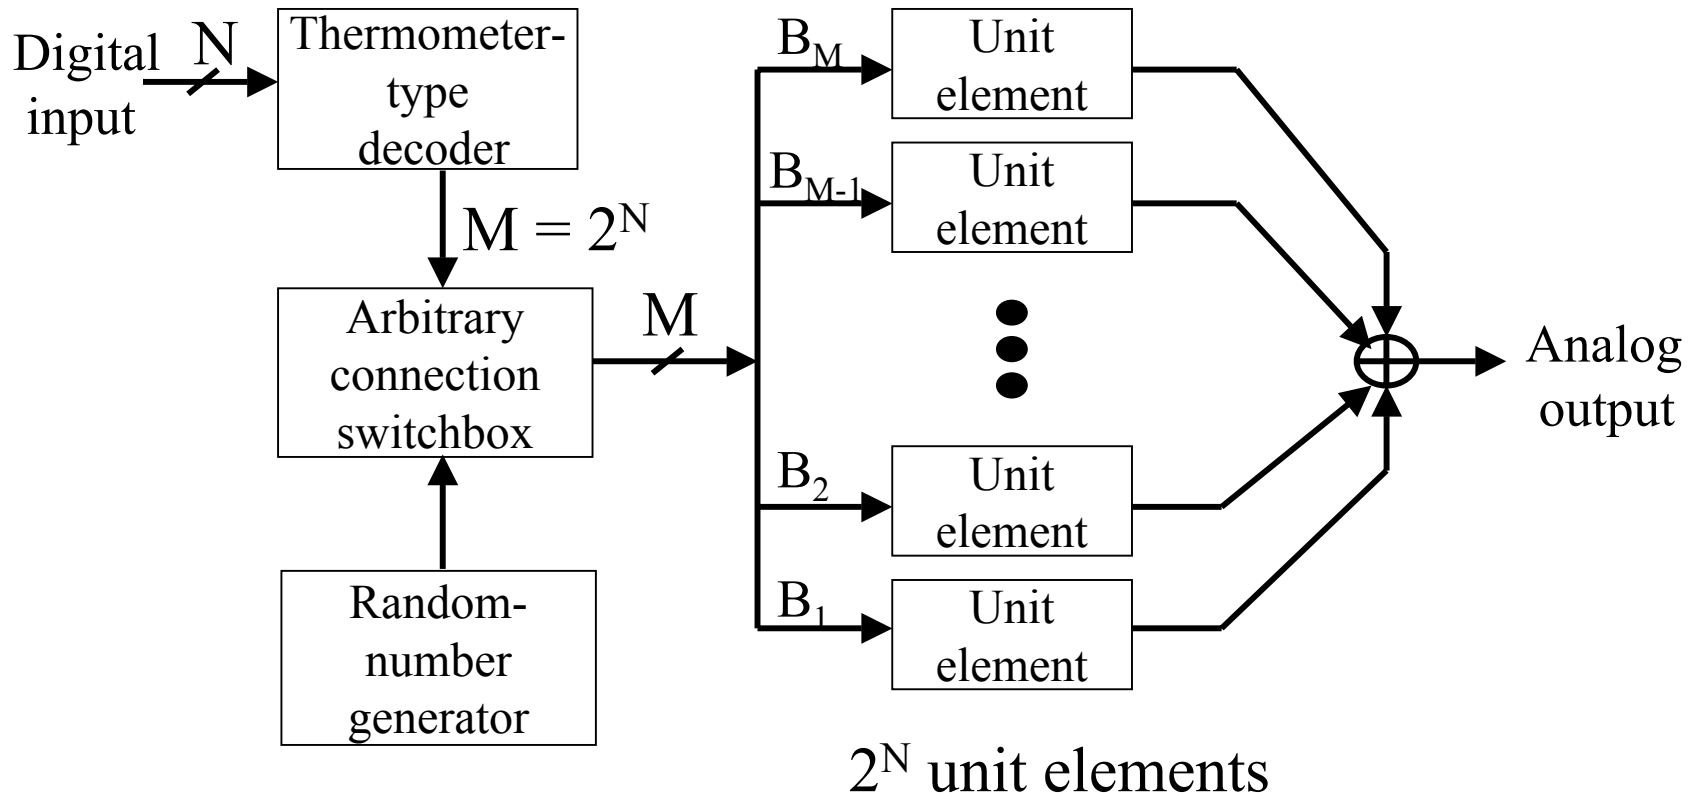 Digital
input
N
Thermometer-
type
decoder
M = 2^N
Arbitrary
connection
switchbox
M
Random-
number
generator
B_M
Unit
element
B_{M-1}
Unit
element
B_2
Unit
element
B_1
Unit
element
Analog
output
2^N unit elements